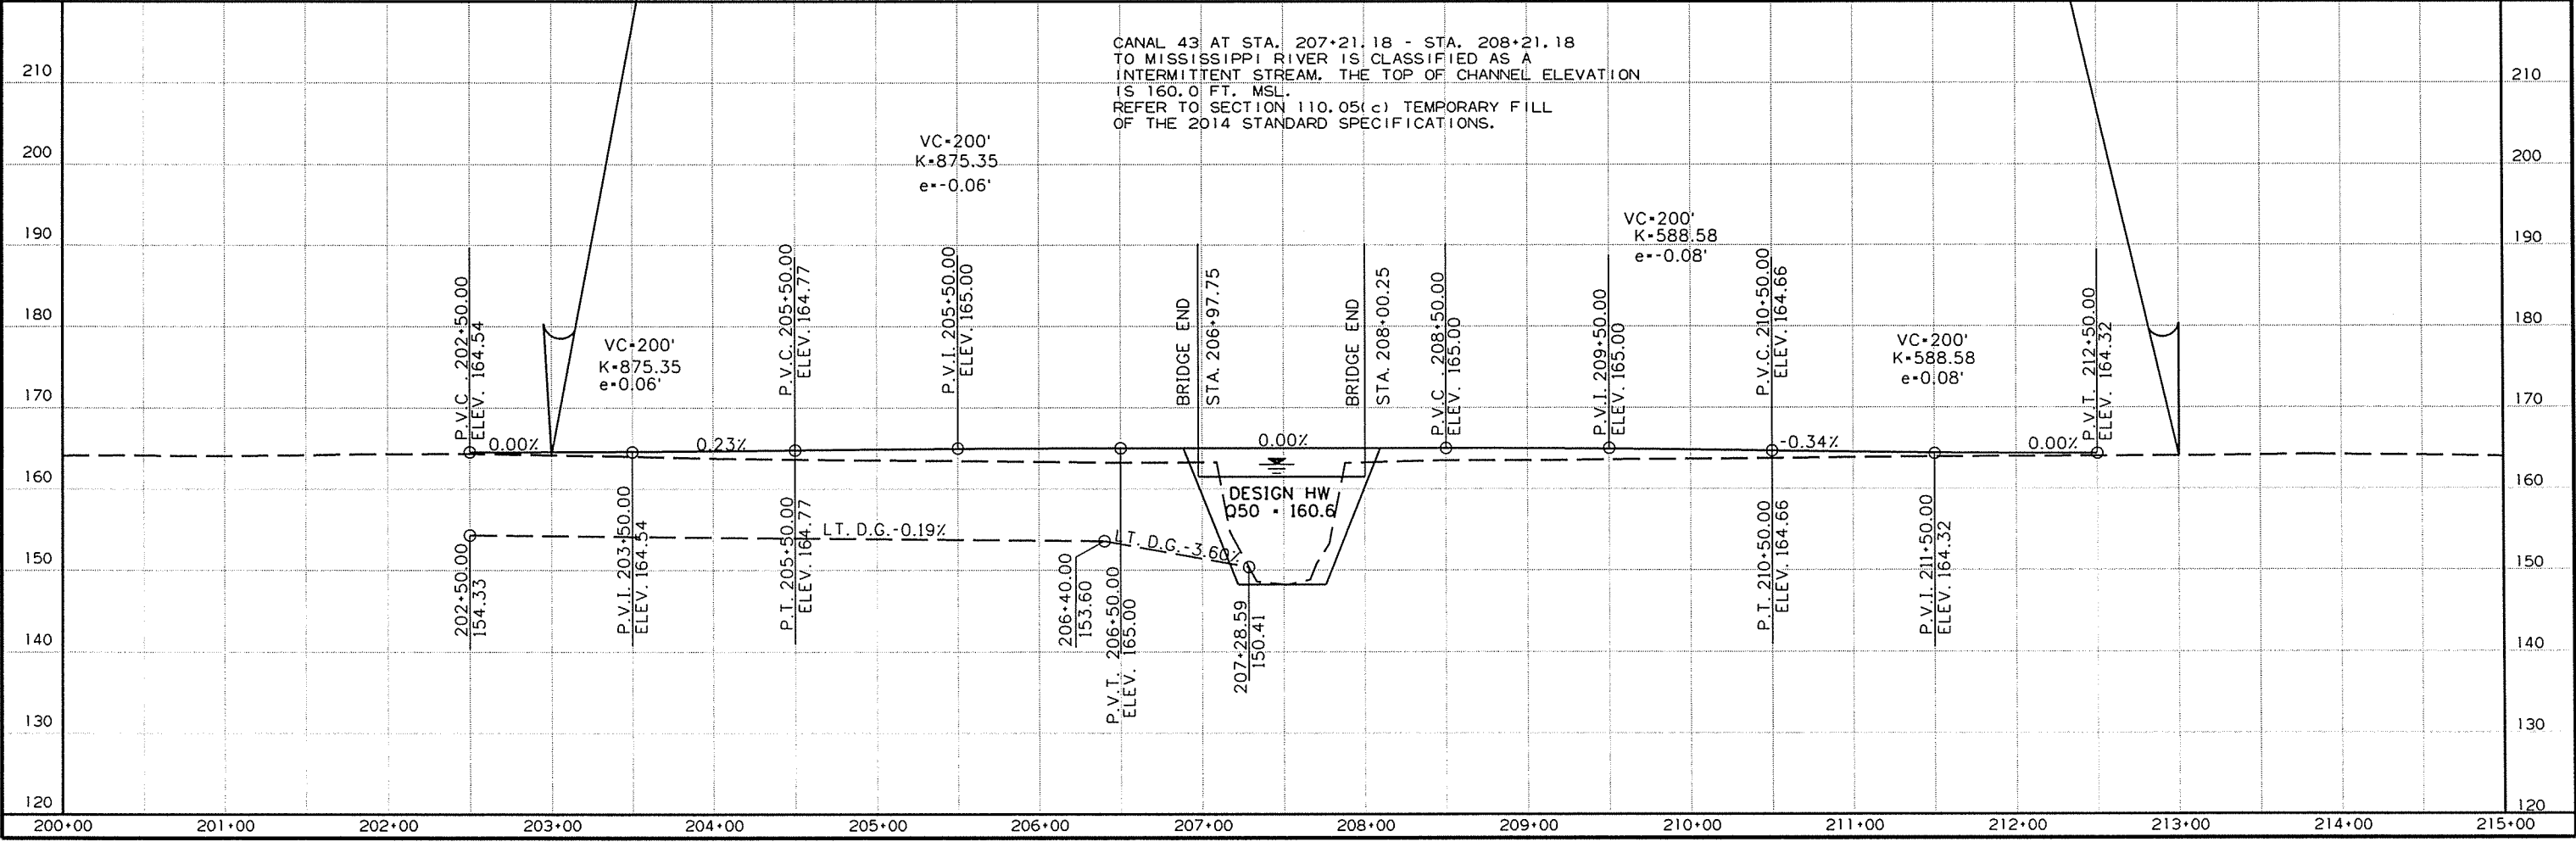 CANAL 43 AT STA. 207+21.18 - STA. 208+21.18
TO MISSISSIPPI RIVER IS CLASSIFIED AS A
INTERMITTENT STREAM. THE TOP OF CHANNEL ELEVATION
IS 160.0 FT. MSL.
REFER TO SECTION 110.05(c) TEMPORARY FILL
OF THE 2014 STANDARD SPECIFICATIONS.
210
200
190
180
170
160
150
140
130
120
210
200
190
180
170
160
150
140
130
120
VC=200'
K=875.35
e=0.06'
VC=200'
K=875.35
e=-0.06'
VC=200'
K=588.58
e=-0.08'
VC=200'
K=588.58
e=0.08'
P.V.C. 202+50.00
ELEV. 164.54
P.V.C. 205+50.00
ELEV. 164.77
P.V.I. 205+50.00
ELEV. 165.00
BRIDGE END
STA. 206+97.75
BRIDGE END
STA. 208+00.25
P.V.C. 208+50.00
ELEV. 165.00
P.V.I. 209+50.00
ELEV. 165.00
P.V.C. 210+50.00
ELEV. 164.66
P.V.T. 212+50.00
ELEV. 164.32
0.00%
0.23%
0.00%
-0.34%
0.00%
DESIGN HW
Q50 = 160.6
LT. D.G.-0.19%
LT. D.G.-3.60%
202+50.00
154.33
P.V.I. 203+50.00
ELEV. 164.54
P.T. 205+50.00
ELEV. 164.77
206+40.00
153.60
P.V.T. 206+50.00
ELEV. 165.00
207+28.59
150.41
P.T. 210+50.00
ELEV. 164.66
P.V.I. 211+50.00
ELEV. 164.32
200+00 201+00 202+00 203+00 204+00 205+00 206+00 207+00 208+00 209+00 210+00 211+00 212+00 213+00 214+00 215+00